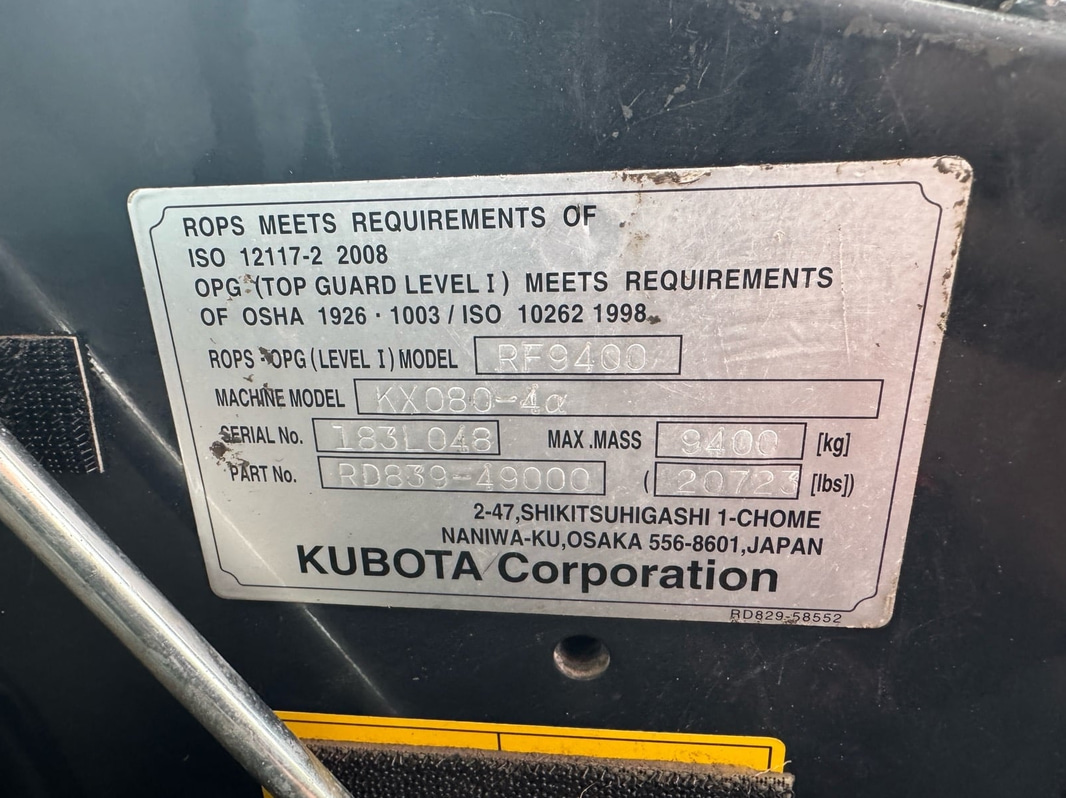 ROPS MEETS REQUIREMENTS OF
ISO 12117-2 2008
OPG (TOP GUARD LEVEL I) MEETS REQUIREMENTS
OF OSHA 1926・1003 / ISO 10262 1998
ROPS・OPG (LEVEL I) MODEL RF9400
MACHINE MODEL KX080-4α
SERIAL No. 183L048 MAX.MASS 9400 [kg]
PART No. RD839-49000 ( 20723 [lbs])
2-47,SHIKITSUHIGASHI 1-CHOME
NANIWA-KU,OSAKA 556-8601,JAPAN
KUBOTA Corporation
RD829-58552